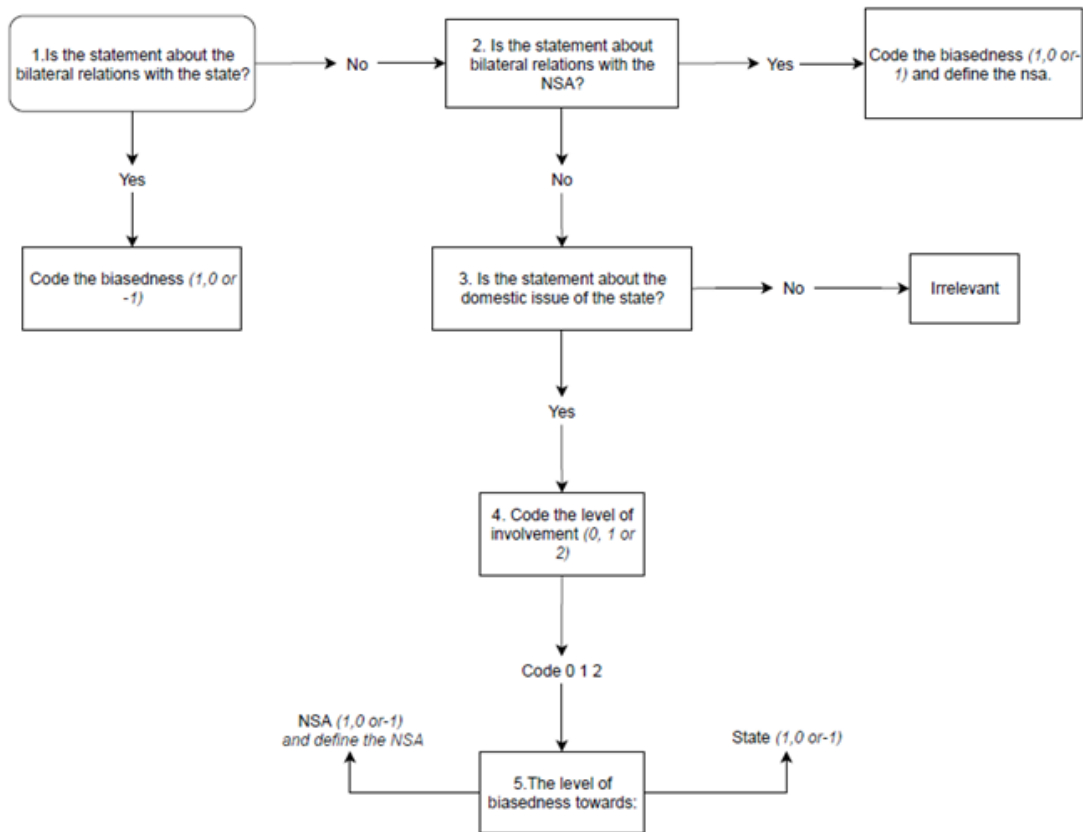 1.Is the statement about the
bilateral relations with the state?
No
2. Is the statement about
bilateral relations with the
NSA?
Yes
Code the biasedness (1,0 or-
1) and define the nsa.
Yes
No
Code the biasedness (1,0 or
-1)
3. Is the statement about the
domestic issue of the state?
No
Irrelevant
Yes
4. Code the level of
involvement (0, 1 or
2)
Code 0 1 2
NSA (1,0 or-1)
and define the NSA
State (1,0 or-1)
5.The level of
biasedness towards: